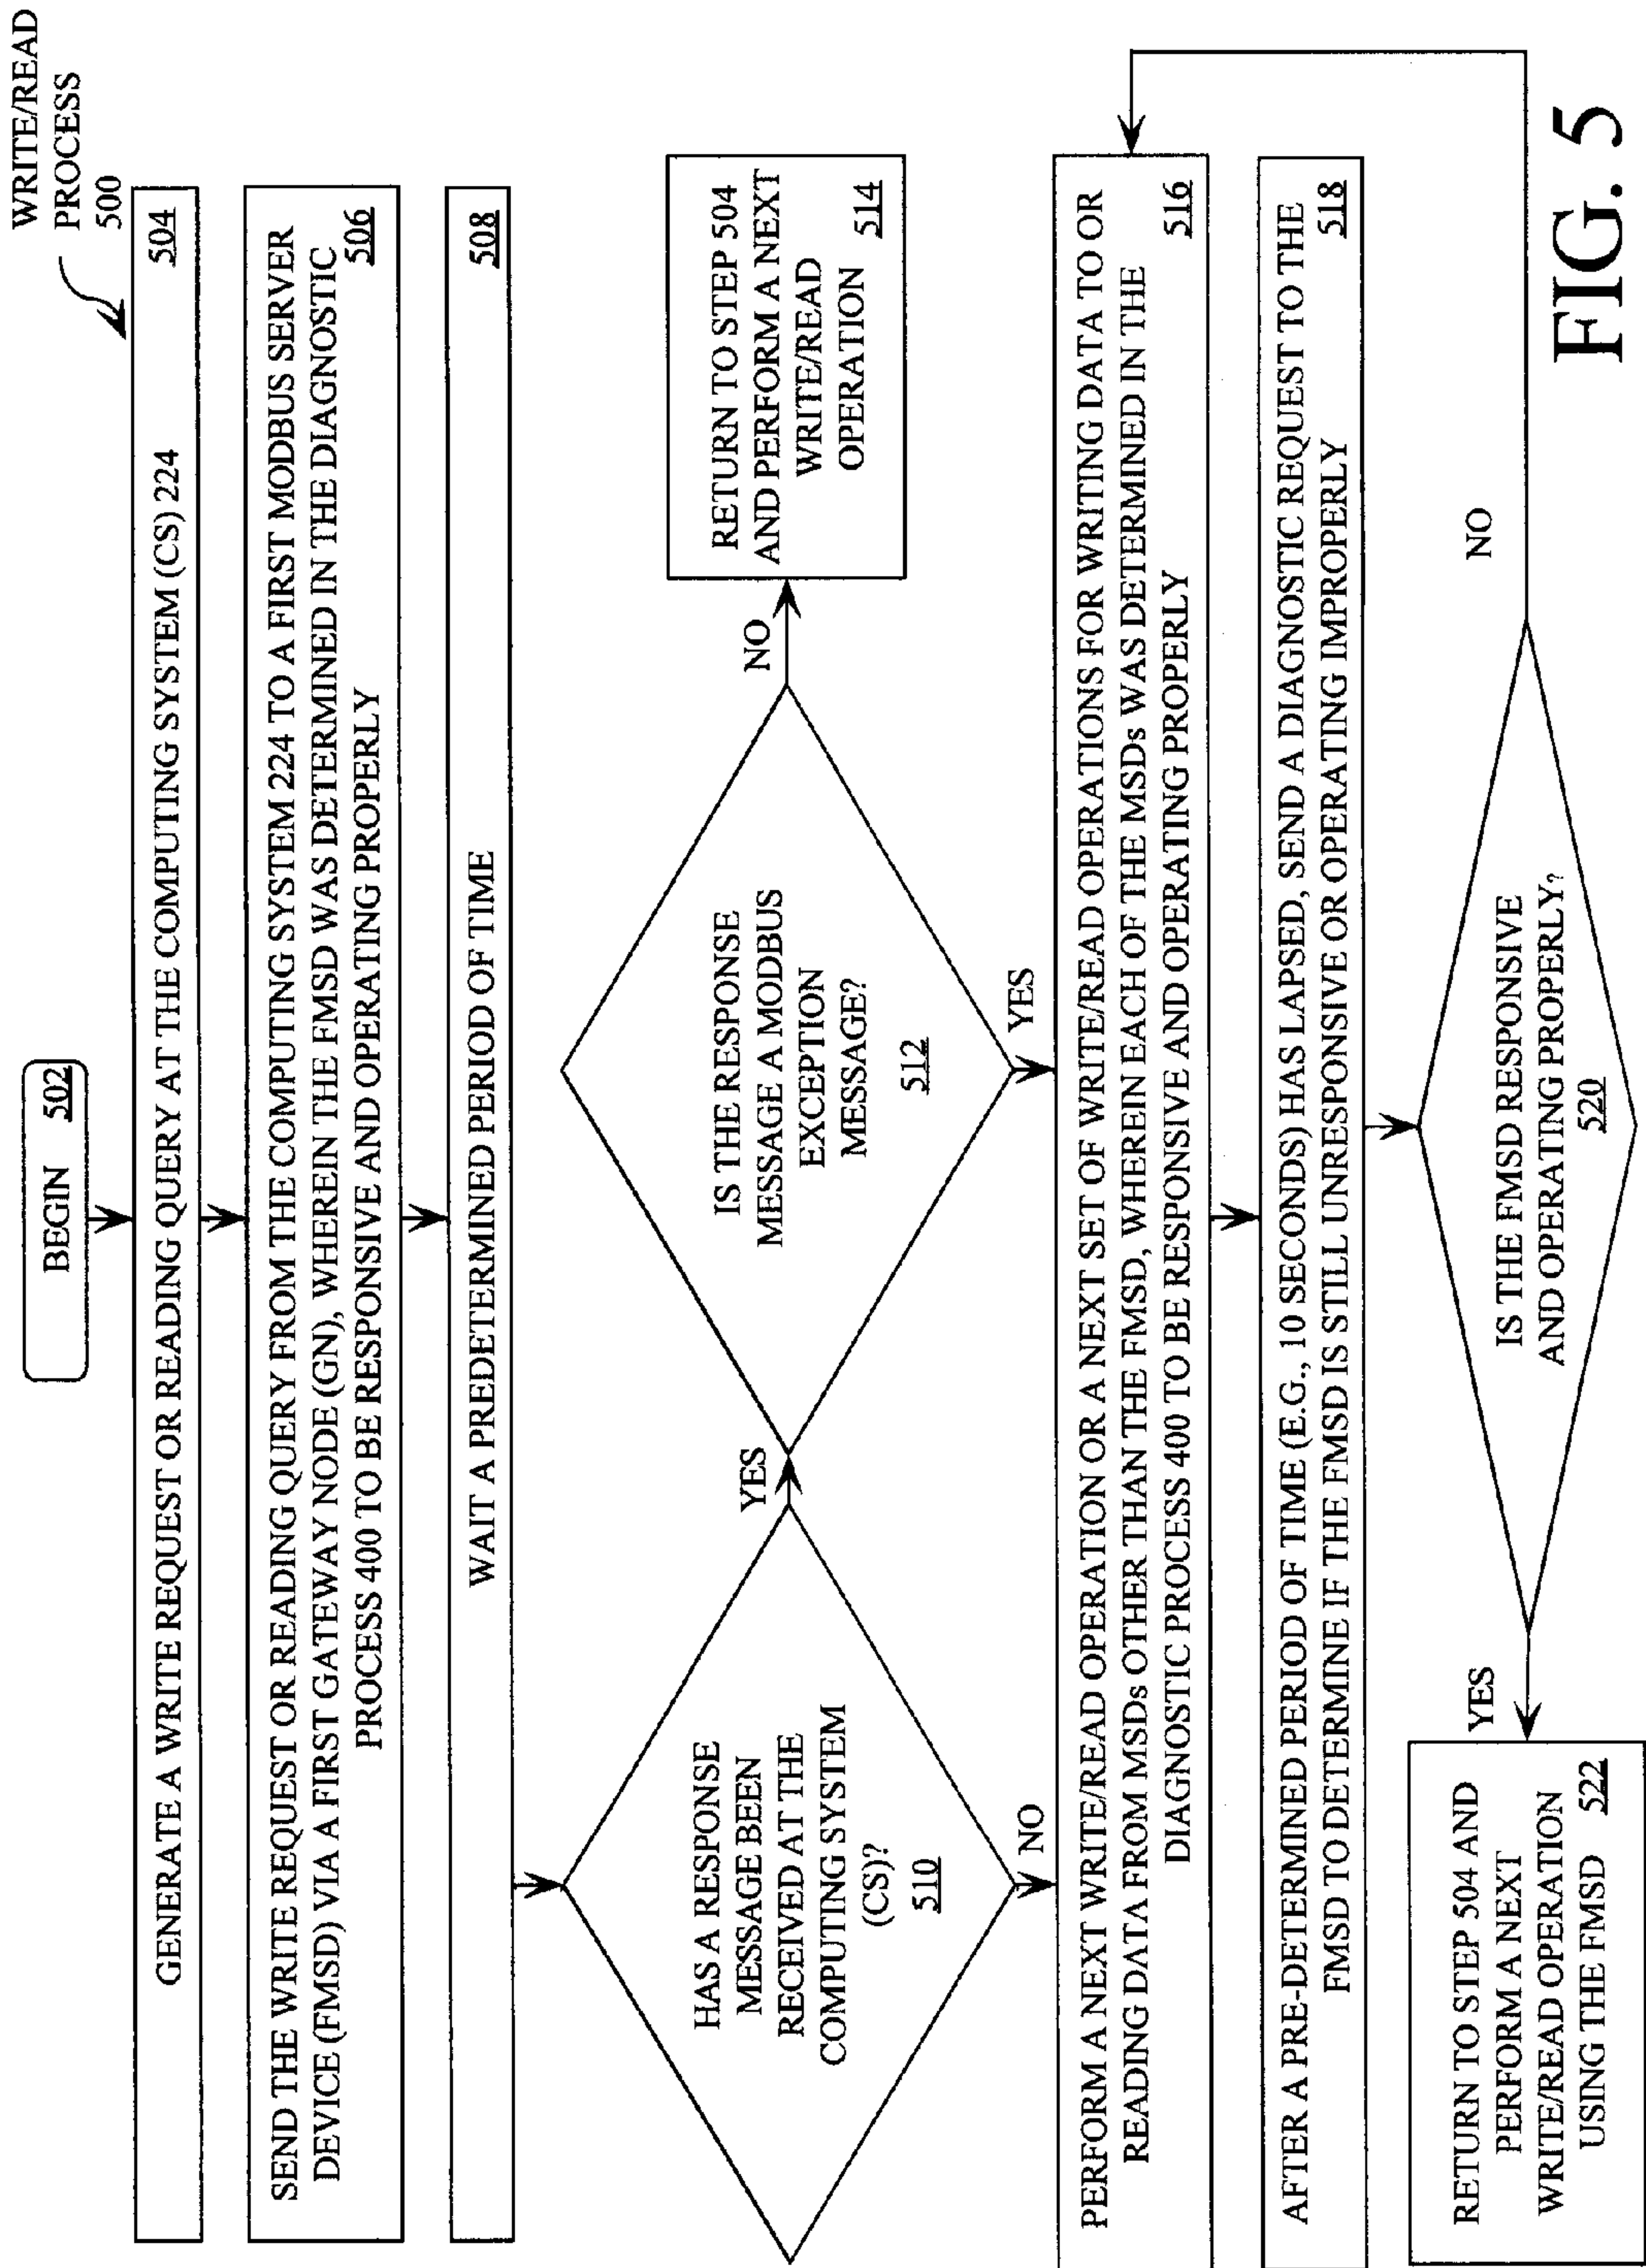 WRITE/READ
PROCESS
500
BEGIN 502
GENERATE A WRITE REQUEST OR READING QUERY AT THE COMPUTING SYSTEM (CS) 224 504
SEND THE WRITE REQUEST OR READING QUERY FROM THE COMPUTING SYSTEM 224 TO A FIRST MODBUS SERVER
DEVICE (FMSD) VIA A FIRST GATEWAY NODE (GN), WHEREIN THE FMSD WAS DETERMINED IN THE DIAGNOSTIC
PROCESS 400 TO BE RESPONSIVE AND OPERATING PROPERLY 506
WAIT A PREDETERMINED PERIOD OF TIME 508
HAS A RESPONSE
MESSAGE BEEN
RECEIVED AT THE
COMPUTING SYSTEM
(CS)?
510
YES
NO
IS THE RESPONSE
MESSAGE A MODBUS
EXCEPTION
MESSAGE?
512
NO
YES
RETURN TO STEP 504
AND PERFORM A NEXT
WRITE/READ
OPERATION 514
PERFORM A NEXT WRITE/READ OPERATION OR A NEXT SET OF WRITE/READ OPERATIONS FOR WRITING DATA TO OR
READING DATA FROM MSDs OTHER THAN THE FMSD, WHEREIN EACH OF THE MSDs WAS DETERMINED IN THE
DIAGNOSTIC PROCESS 400 TO BE RESPONSIVE AND OPERATING PROPERLY 516
AFTER A PRE-DETERMINED PERIOD OF TIME (E.G., 10 SECONDS) HAS LAPSED, SEND A DIAGNOSTIC REQUEST TO THE
FMSD TO DETERMINE IF THE FMSD IS STILL UNRESPONSIVE OR OPERATING IMPROPERLY 518
IS THE FMSD RESPONSIVE
AND OPERATING PROPERLY?
520
YES
NO
RETURN TO STEP 504 AND
PERFORM A NEXT
WRITE/READ OPERATION
USING THE FMSD 522
FIG. 5